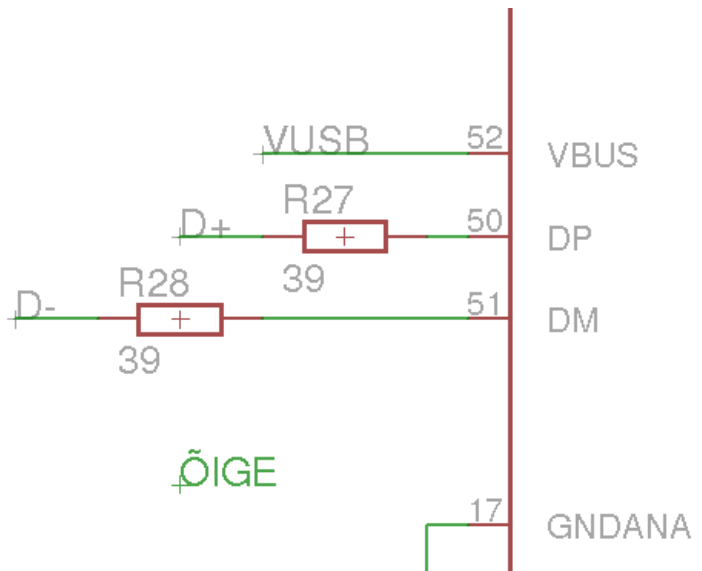 VUSB 52 VBUS
R27
D+ 50 DP
39
R28
D- 51 DM
39
ÕIGE
17 GNDANA